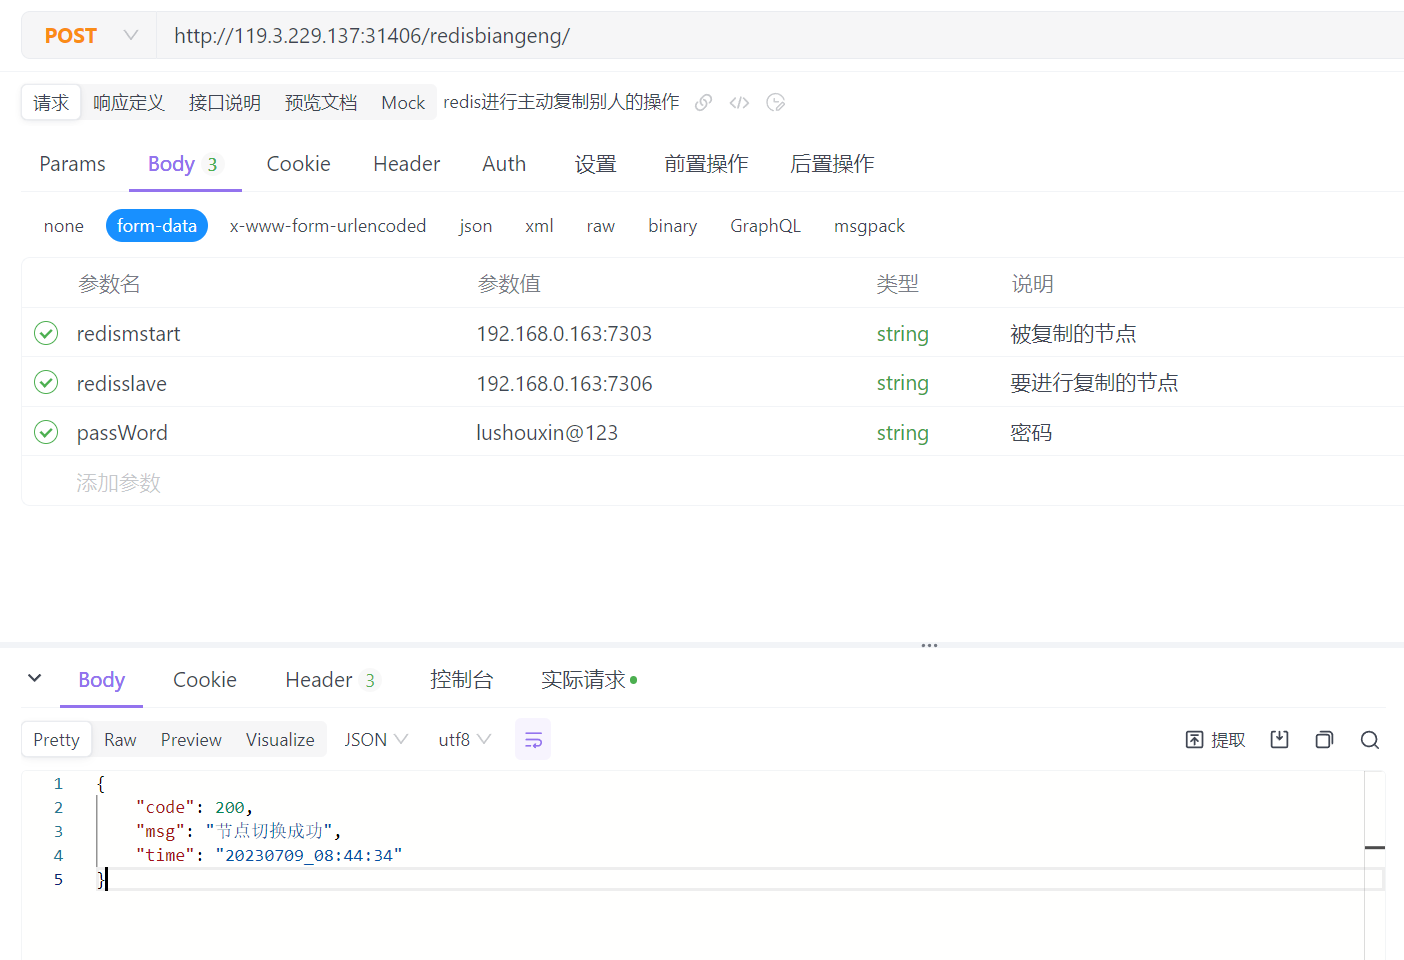 POST http://119.3.229.137:31406/redisbiangeng/
请求 响应定义 接口说明 预览文档 Mock redis进行主动复制别人的操作
Params Body 3 Cookie Header Auth 设置 前置操作 后置操作
none form-data x-www-form-urlencoded json xml raw binary GraphQL msgpack
参数名 参数值 类型 说明
redismstart 192.168.0.163:7303 string 被复制的节点
redisslave 192.168.0.163:7306 string 要进行复制的节点
passWord lushouxin@123 string 密码
添加参数
Body Cookie Header 3 控制台 实际请求
Pretty Raw Preview Visualize JSON utf8 提取
1 {
2 "code": 200,
3 "msg": "节点切换成功",
4 "time": "20230709_08:44:34"
5 }